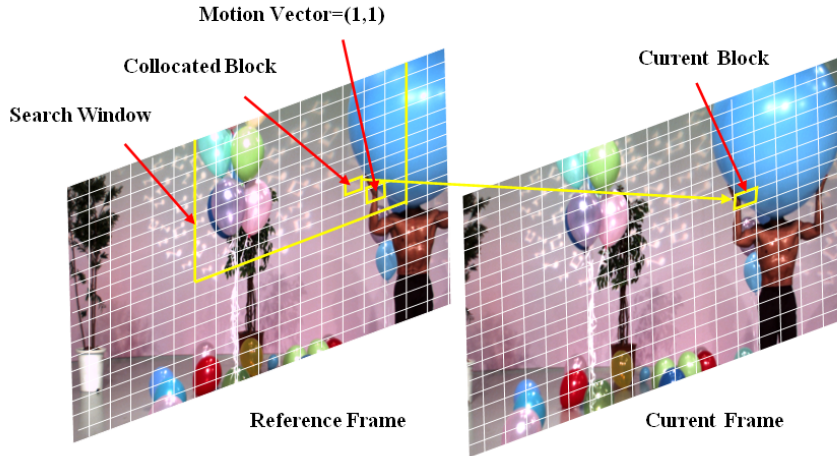 Motion Vector=(1,1)
Collocated Block
Current Block
Search Window
Reference Frame
Current Frame